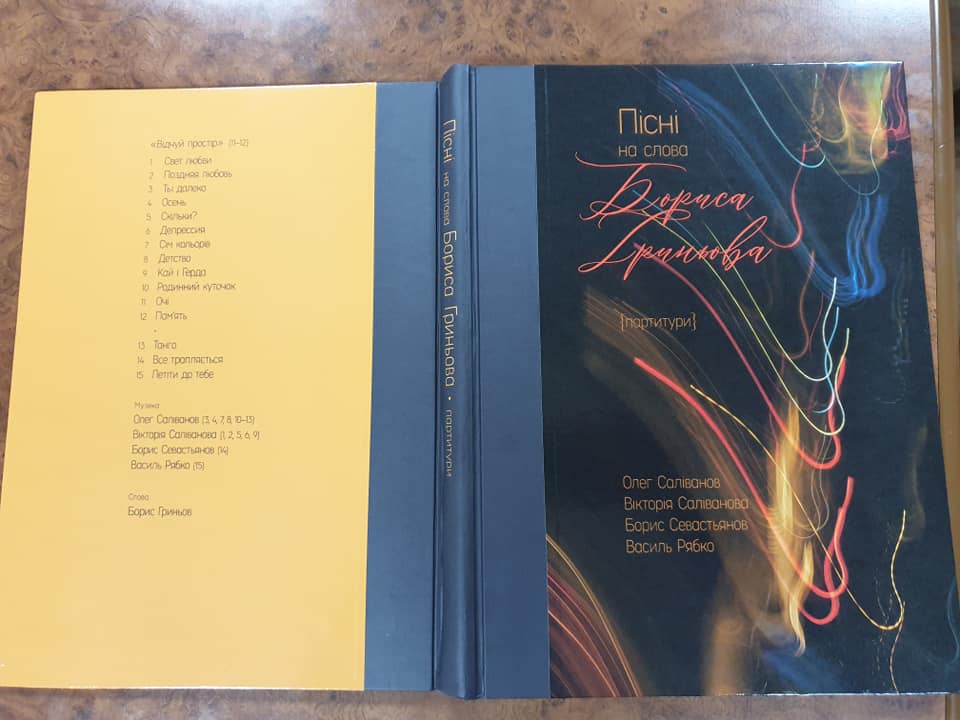 «Відчуй простір» (11–12)
1 Свет любви
2 Поздняя любовь
3 Ты далеко
4 Осень
5 Скільки?
6 Депрессия
7 Сім кольорів
8 Детства
9 Кай і Герда
10 Родинний куточок
11 Очі
12 Пам'ять
•
13 Танго
14 Все трапляється
15 Летіти до тебе
Музика
Олег Саліванов (3, 4, 7, 8, 10–13)
Вікторія Саліванова (1, 2, 5, 6, 9)
Борис Севастьянов (14)
Василь Рябко (15)
Слова
Борис Гриньов
Пісні на слова Бориса Гриньова • партитури
Пісні
на слова
Бориса
Гриньова
{партитури}
Олег Саліванов
Вікторія Саліванова
Борис Севастьянов
Василь Рябко